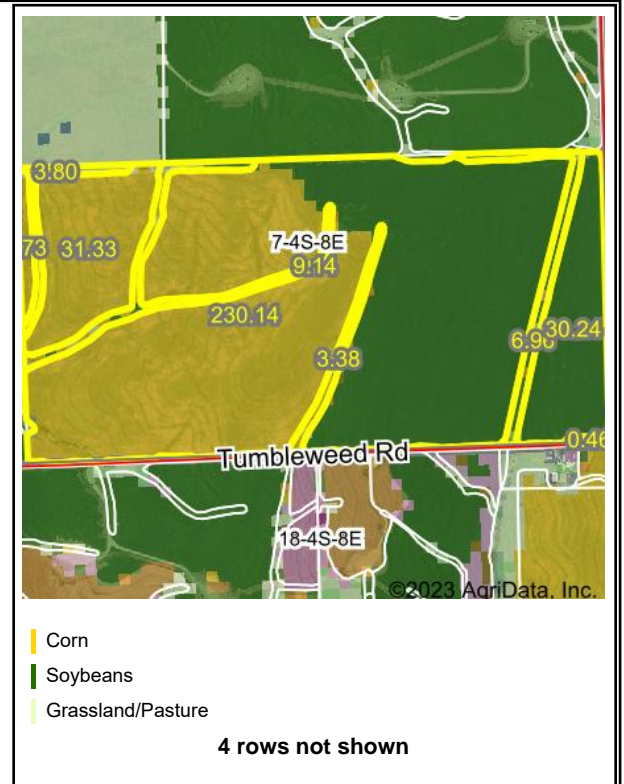 3.80
73 31.33
7-4S-8E
9.14
230.14
3.38
6.96 30.24
0.46
Tumbleweed Rd
18-4S-8E
©2023 AgriData, Inc.
Corn
Soybeans
Grassland/Pasture
4 rows not shown